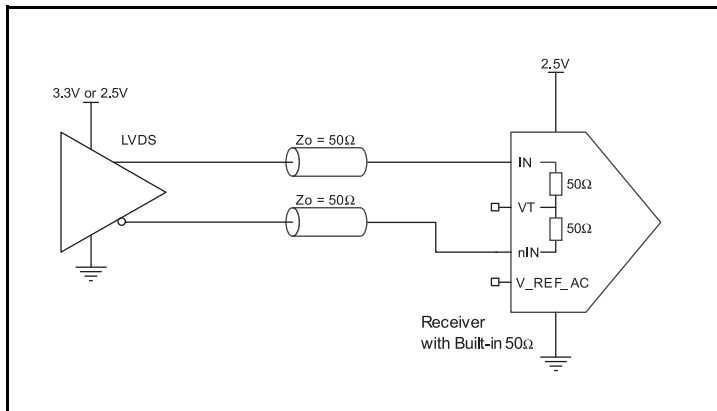 3.3V or 2.5V
LVDS
Zo = 50Ω
Zo = 50Ω
2.5V
IN
50Ω
VT
50Ω
nIN
V_REF_AC
Receiver
with Built-in 50Ω